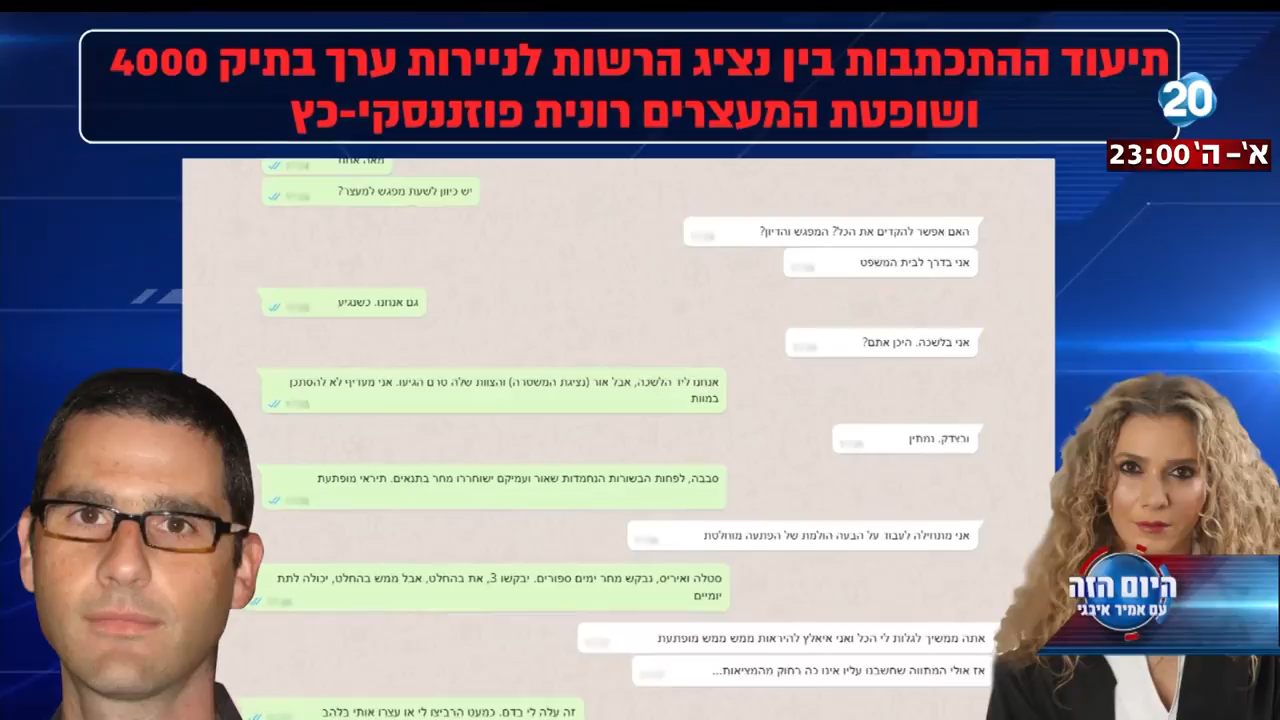 תיעוד ההתכתבות בין נציג הרשות לניירות ערך בתיק 4000
ושופטת המעצרים רונית פוזננסקי-כץ
20
א'-ה' 23:00
מאה אחוז
יש כיוון לשעת מפגש למעצר?
האם אפשר להקדים את הכל? המפגש והדיון?
אני בדרך לבית המשפט
גם אנחנו. כשנגיע
אני בלשכה. היכן אתם?
אנחנו ליד הלשכה, אבל אור (נציגת המשטרה) והצוות שלה טרם הגיעו. אני מעדיף לא להסתכן
במוות
ובצדק. נמתין
סבבה, לפחות הבשורות הנחמדות שאור ועמיקם ישוחררו מחר בתנאים. תיראי מופתעת
אני מתחילה לעבוד על הבעה הולמת של הפתעה מוחלטת
סטלה ואיריס, נבקש מחר ימים ספורים. יבקשו 3, את בהחלט, אבל ממש בהחלט, יכולה לתת
יומיים
אתה ממשיך לגלות לי הכל ואני איאלץ להיראות ממש ממש מופתעת
אז אולי המתווה שחשבנו עליו אינו כה רחוק מהמציאות...
זה עלה לי בדם. כמעט הרביצו לי או עצרו אותי בלהב
היום הזה
עם אמיר איבגי